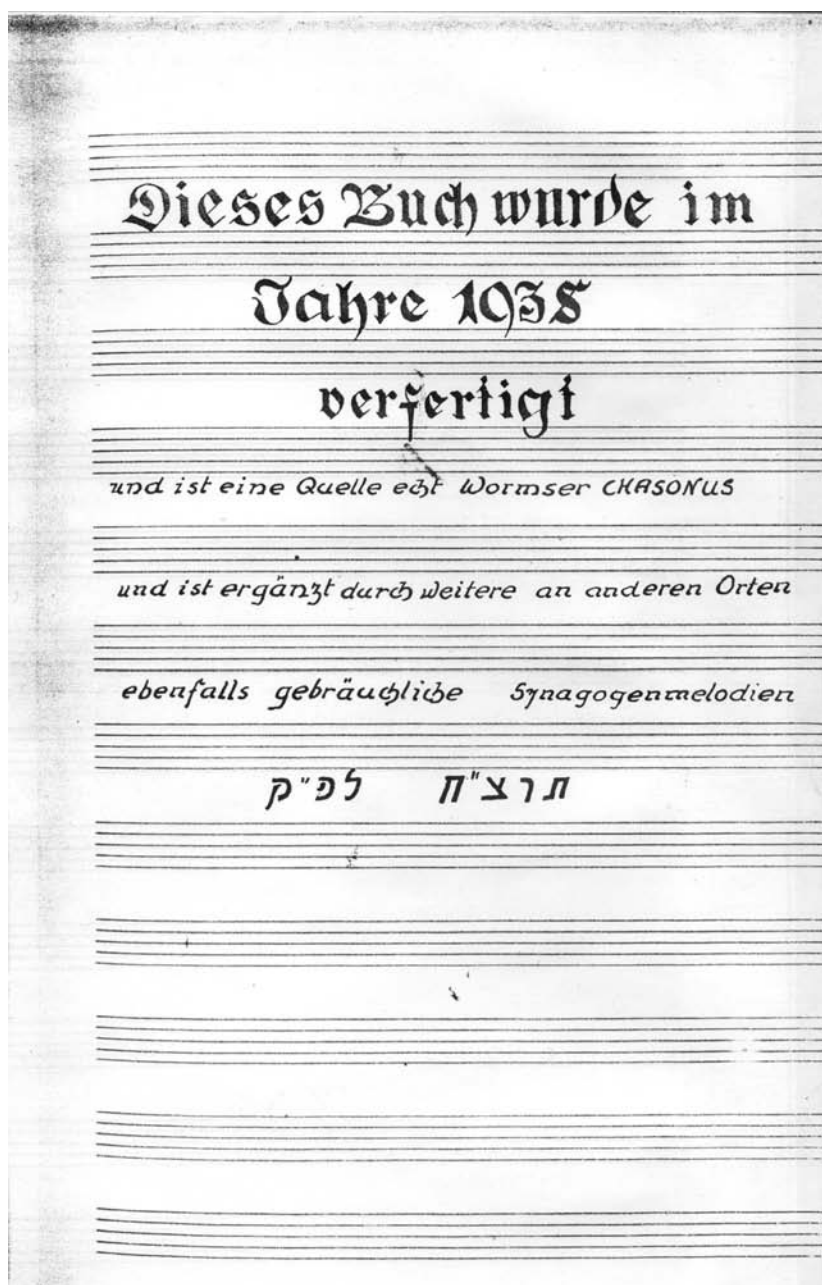 Dieses Buch wurde im
Jahre 1938
verfertigt
und ist eine Quelle echt Wormser CHASONUS
und ist ergänzt durch weitere an anderen Orten
ebenfalls gebräuchliche Synagogenmelodien
תרצ"ח לפ"ק